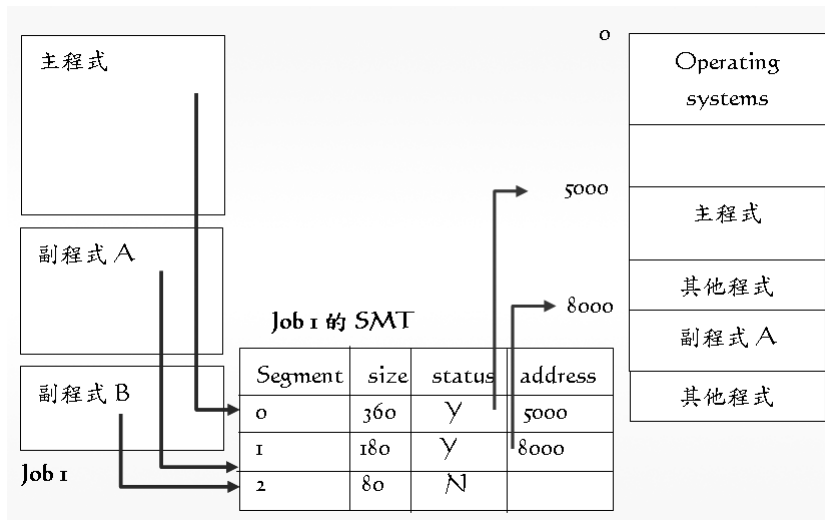 主程式
副程式 A
副程式 B
Job 1
Job 1 的 SMT
Segment size status address
0 360 Y 5000
1 180 Y 8000
2 80 N
0
5000
8000
Operating
systems
主程式
其他程式
副程式 A
其他程式